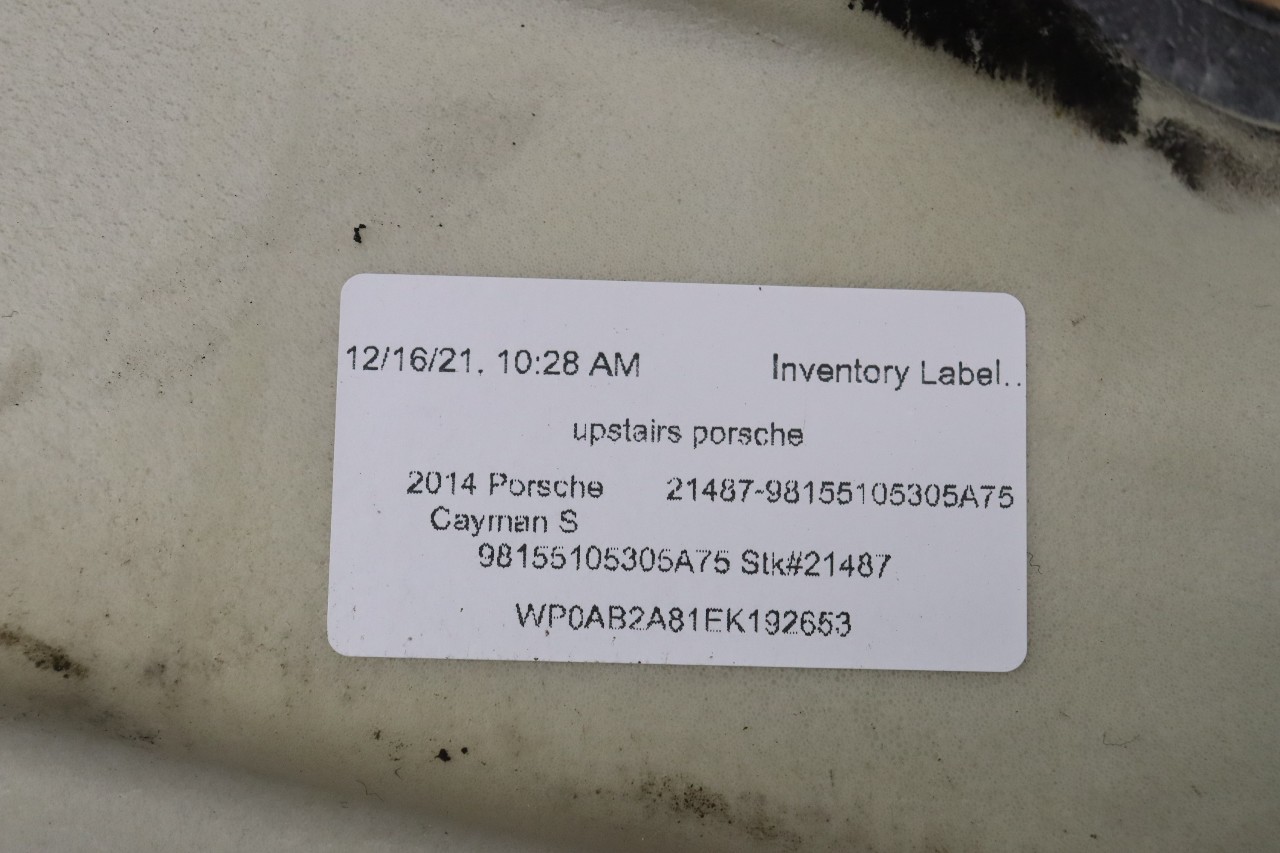 12/16/21, 10:28 AM Inventory Label..
upstairs porsche
2014 Porsche 21487-98155105305A75
Cayman S
98155105305A75 Stk#21487
WP0AB2A81EK192653